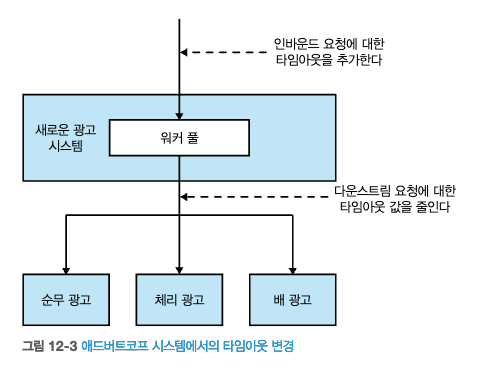 인바운드 요청에 대한
타임아웃을 추가한다
새로운 광고
시스템
워커 풀
다운스트림 요청에 대한
타임아웃 값을 줄인다
순무 광고
체리 광고
배 광고
그림 12-3 애드버트코프 시스템에서의 타임아웃 변경